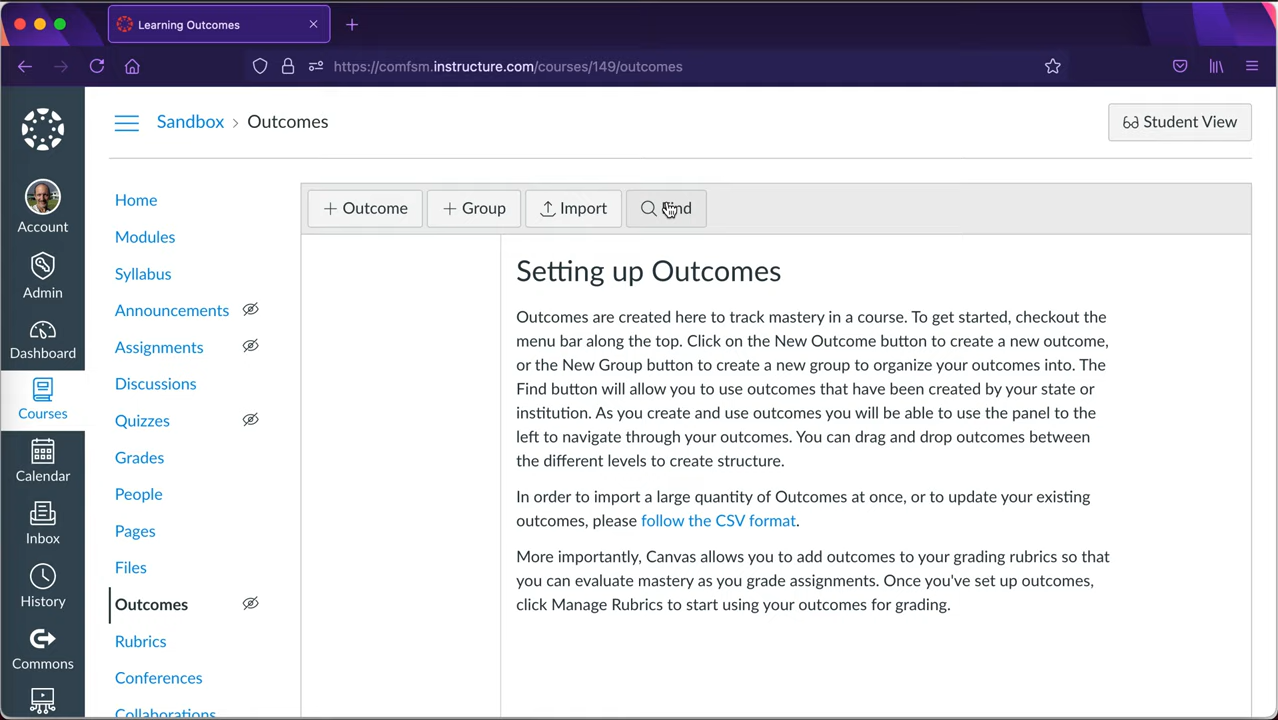 Learning Outcomes
https://comfsm.instructure.com/courses/149/outcomes
Sandbox › Outcomes
Student View
Account
Admin
Dashboard
Courses
Calendar
Inbox
History
Commons
Home
Modules
Syllabus
Announcements
Assignments
Discussions
Quizzes
Grades
People
Pages
Files
Outcomes
Rubrics
Conferences
Collaborations
+ Outcome
+ Group
Import
Find
Setting up Outcomes
Outcomes are created here to track mastery in a course. To get started, checkout the
menu bar along the top. Click on the New Outcome button to create a new outcome,
or the New Group button to create a new group to organize your outcomes into. The
Find button will allow you to use outcomes that have been created by your state or
institution. As you create and use outcomes you will be able to use the panel to the
left to navigate through your outcomes. You can drag and drop outcomes between
the different levels to create structure.
In order to import a large quantity of Outcomes at once, or to update your existing
outcomes, please follow the CSV format.
More importantly, Canvas allows you to add outcomes to your grading rubrics so that
you can evaluate mastery as you grade assignments. Once you've set up outcomes,
click Manage Rubrics to start using your outcomes for grading.